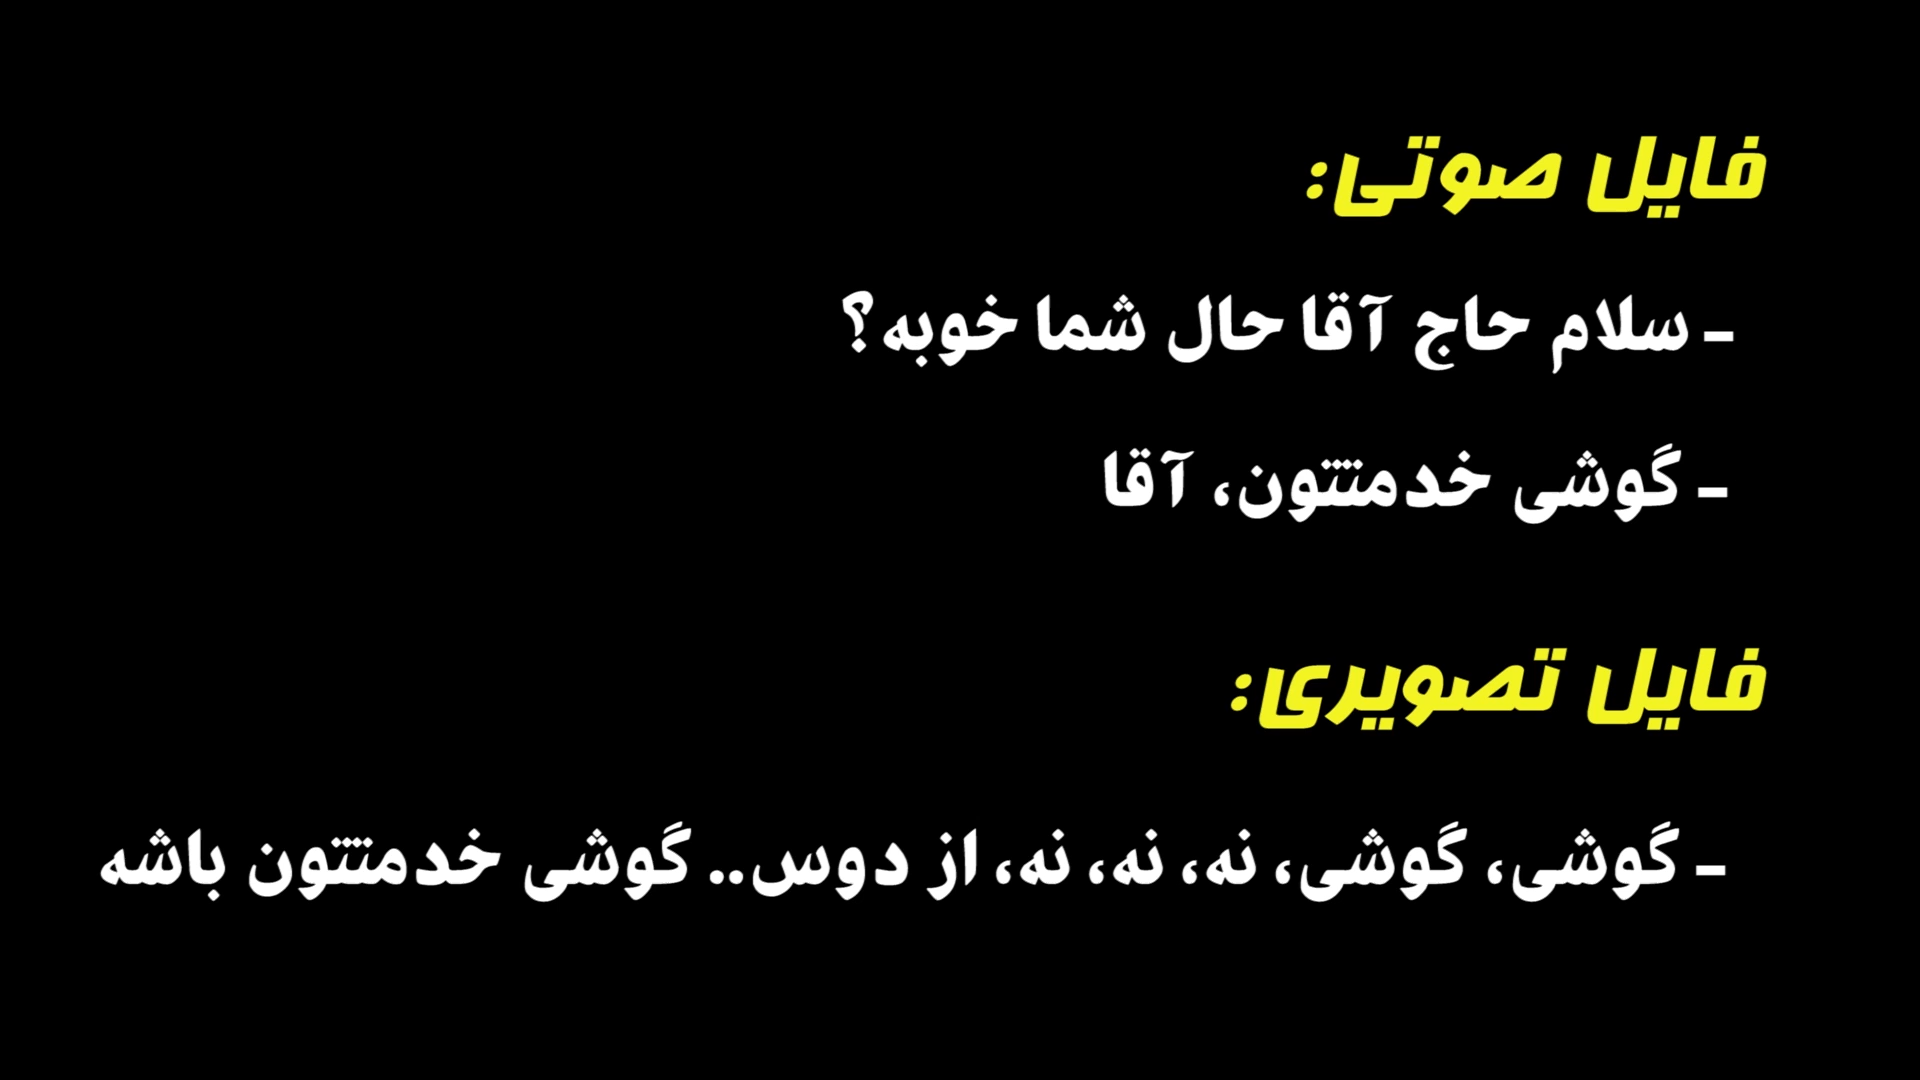 فایل صوتی:
- سلام حاج آقا حال شما خوبه؟
- گوشی خدمتتون، آقا
فایل تصویری:
- گوشی، گوشی، نه، نه، نه، از دوس.. گوشی خدمتتون باشه